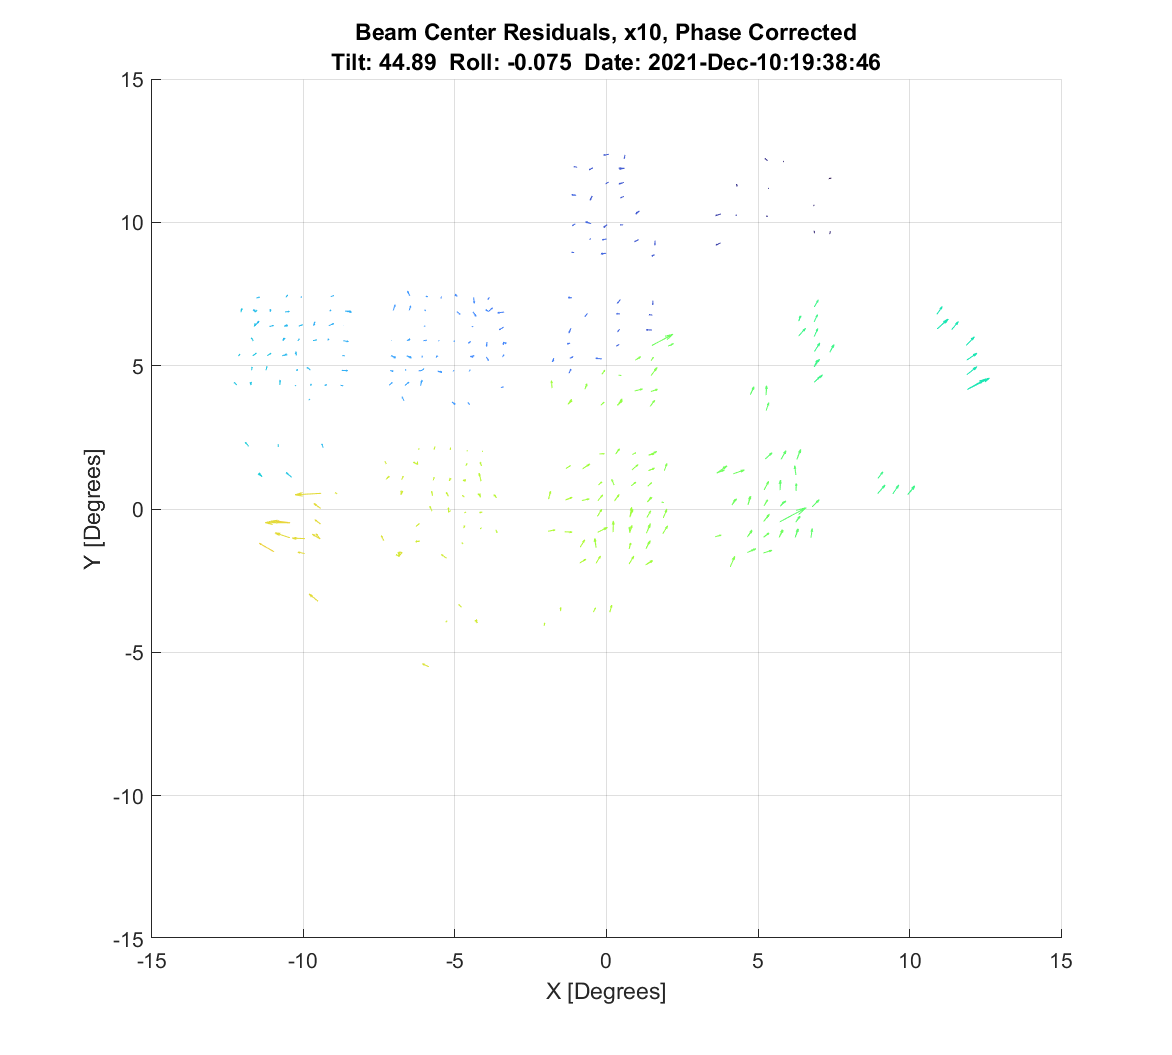 Beam Center Residuals, x10, Phase Corrected
Tilt: 44.89  Roll: -0.075  Date: 2021-Dec-10:19:38:46
15
10
5
0
-5
-10
-15
Y [Degrees]
-15 -10 -5 0 5 10 15
X [Degrees]